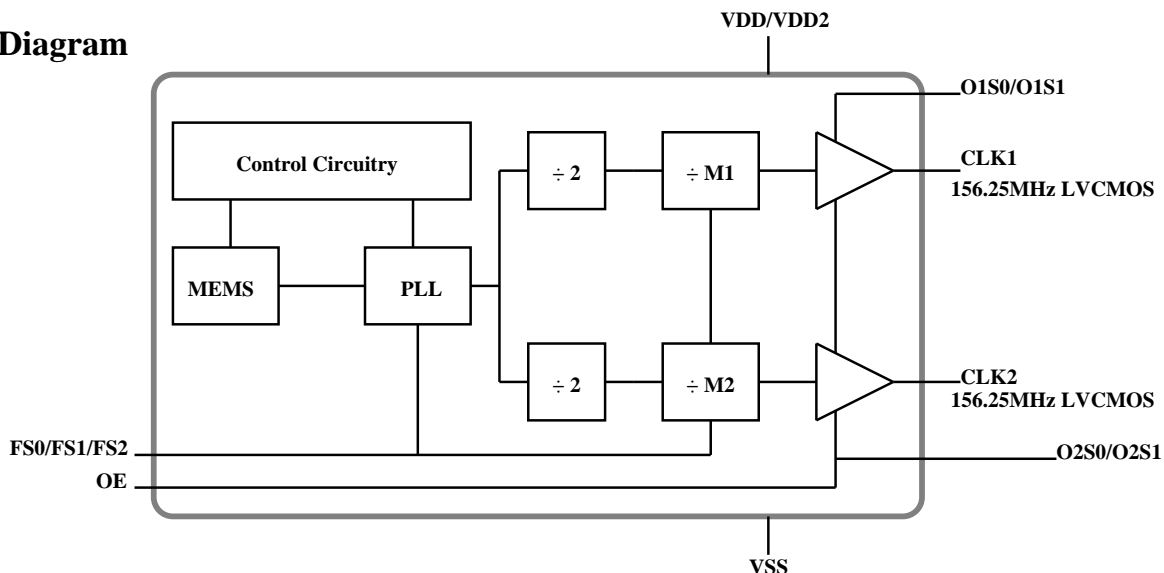 VDD/VDD2
Diagram
O1S0/O1S1
Control Circuitry
÷ 2
÷ M1
CLK1
156.25MHz LVCMOS
MEMS
PLL
÷ 2
÷ M2
CLK2
156.25MHz LVCMOS
FS0/FS1/FS2
O2S0/O2S1
OE
VSS